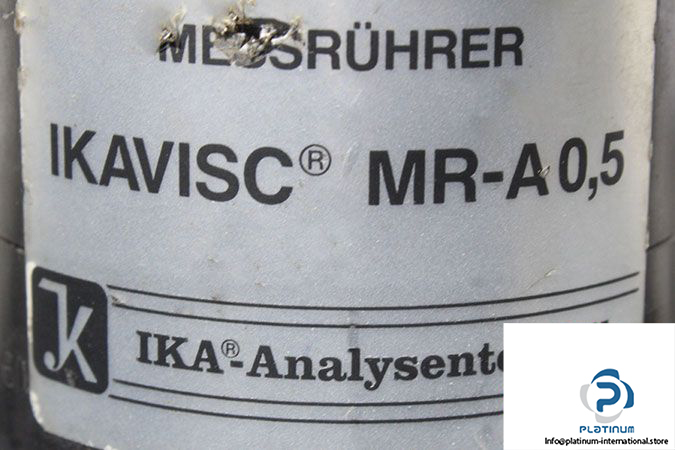 MESSRÜHRER
IKAVISC® MR-A 0,5
IKA®-Analysente
PLATINUM
Info@platinum-international.store